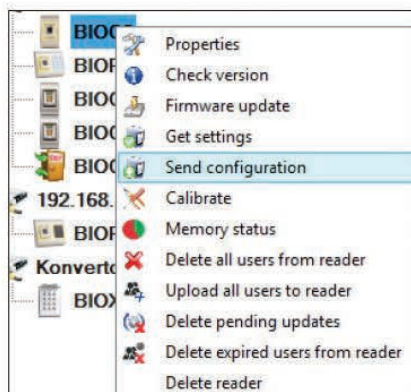 BIOC
Properties
BIOF
Check version
BIOC
Firmware update
BIOC
Get settings
BIOC
Send configuration
192.168.
Calibrate
BIOF
Memory status
Konverto
Delete all users from reader
BIOX
Upload all users to reader
Delete pending updates
Delete expired users from reader
Delete reader